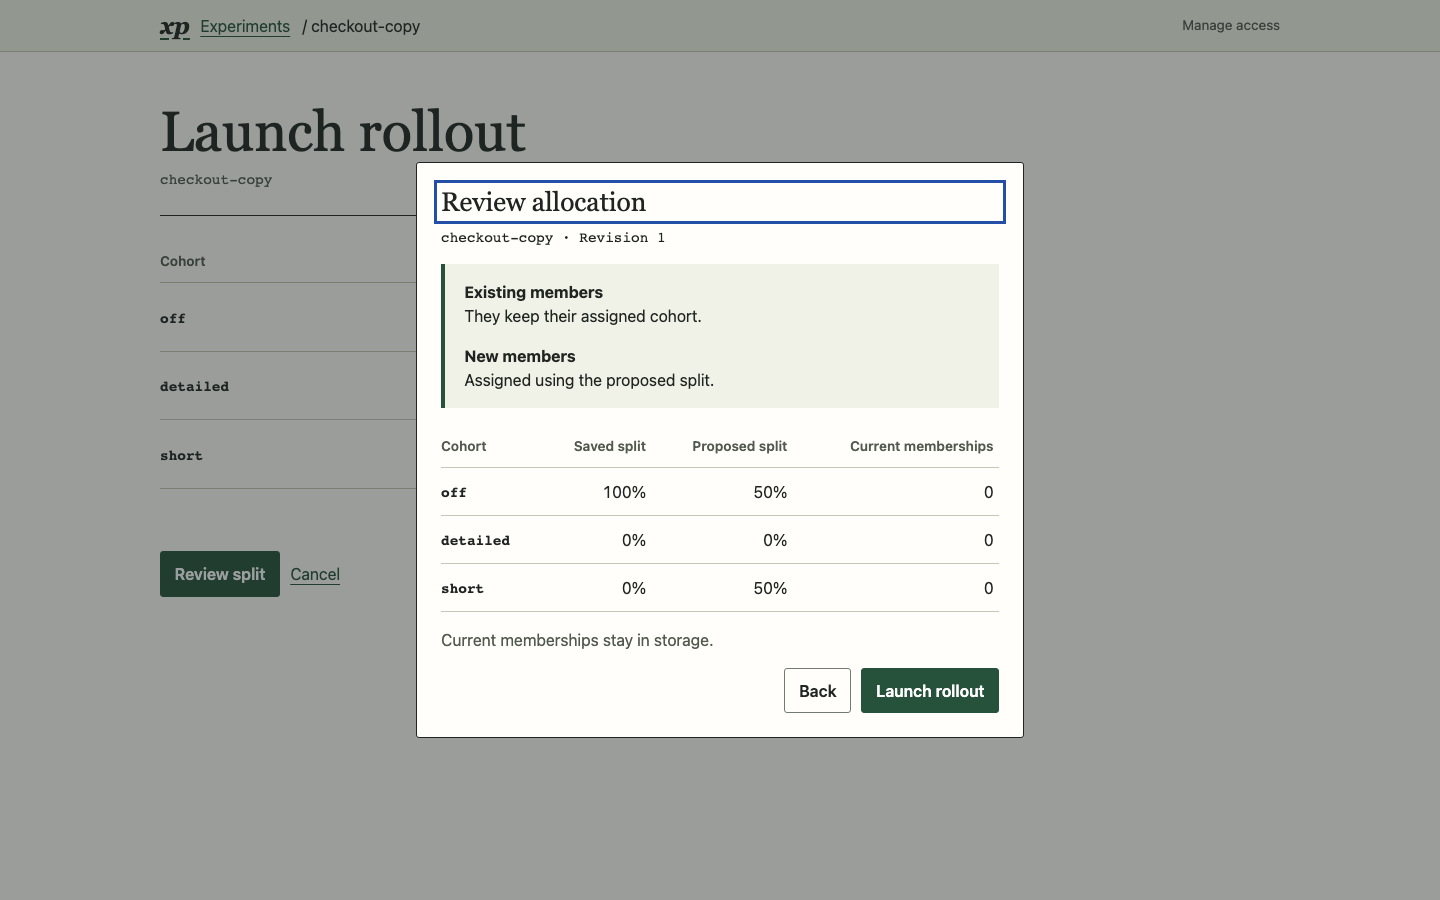 xp Experiments / checkout-copy Manage access
Launch rollout
checkout-copy
Cohort
off
detailed
short
Review split Cancel
Review allocation
checkout-copy · Revision 1
Existing members
They keep their assigned cohort.
New members
Assigned using the proposed split.
Cohort Saved split Proposed split Current memberships
off 100% 50% 0
detailed 0% 0% 0
short 0% 50% 0
Current memberships stay in storage.
Back Launch rollout